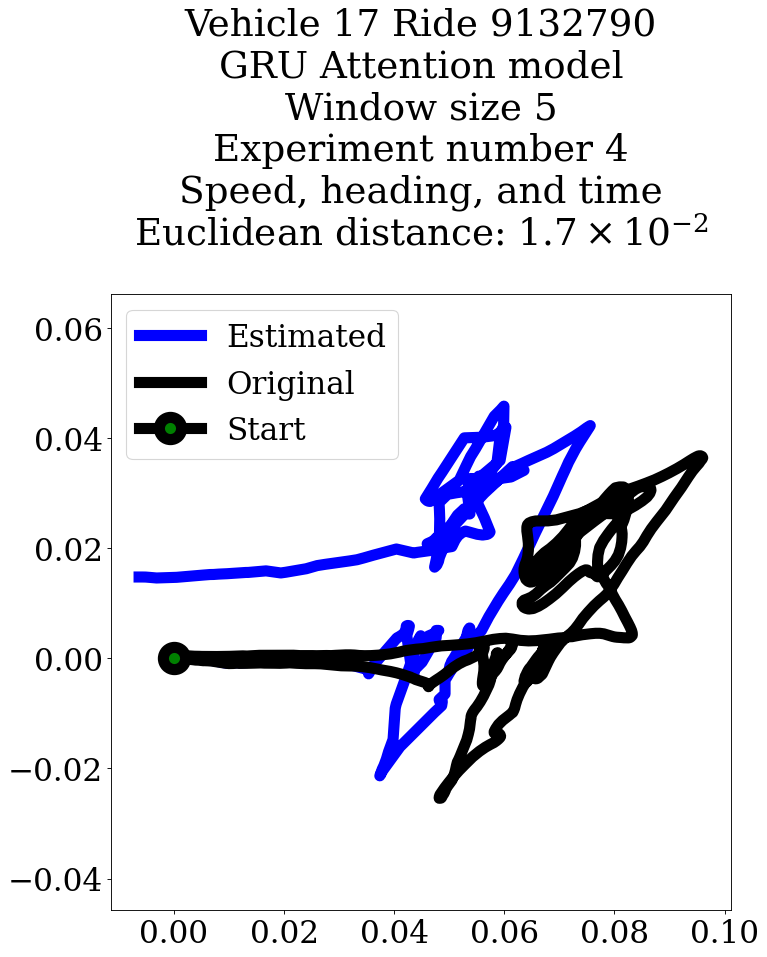 Vehicle 17 Ride 9132790
GRU Attention model
Window size 5
Experiment number 4
Speed, heading, and time
Euclidean distance: 1.7 × 10⁻²
Estimated
Original
Start
0.06
0.04
0.02
0.00
−0.02
−0.04
0.00 0.02 0.04 0.06 0.08 0.10